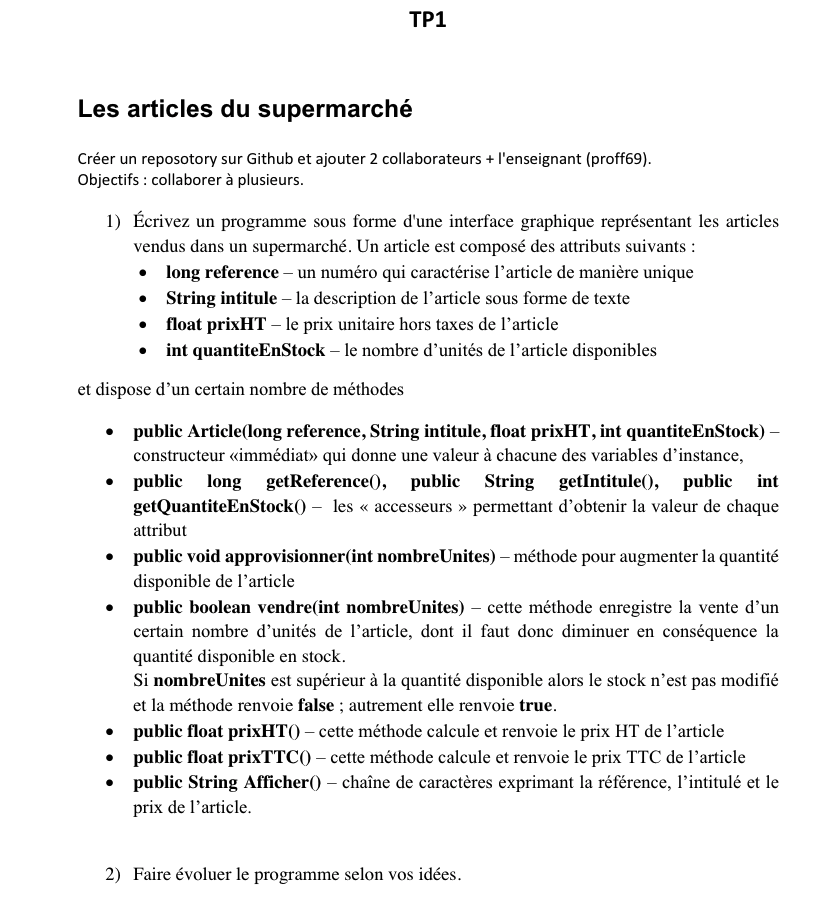 TP1
Les articles du supermarché
Créer un reposotory sur Github et ajouter 2 collaborateurs + l'enseignant (proff69).
Objectifs : collaborer à plusieurs.
1) Écrivez un programme sous forme d'une interface graphique représentant les articles
vendus dans un supermarché. Un article est composé des attributs suivants :
• long reference – un numéro qui caractérise l’article de manière unique
• String intitule – la description de l’article sous forme de texte
• float prixHT – le prix unitaire hors taxes de l’article
• int quantiteEnStock – le nombre d’unités de l’article disponibles
et dispose d’un certain nombre de méthodes
• public Article(long reference, String intitule, float prixHT, int quantiteEnStock) –
constructeur «immédiat» qui donne une valeur à chacune des variables d’instance,
• public long getReference(), public String getIntitule(), public int
getQuantiteEnStock() – les « accesseurs » permettant d’obtenir la valeur de chaque
attribut
• public void approvisionner(int nombreUnites) – méthode pour augmenter la quantité
disponible de l’article
• public boolean vendre(int nombreUnites) – cette méthode enregistre la vente d’un
certain nombre d’unités de l’article, dont il faut donc diminuer en conséquence la
quantité disponible en stock.
Si nombreUnites est supérieur à la quantité disponible alors le stock n’est pas modifié
et la méthode renvoie false ; autrement elle renvoie true.
• public float prixHT() – cette méthode calcule et renvoie le prix HT de l’article
• public float prixTTC() – cette méthode calcule et renvoie le prix TTC de l’article
• public String Afficher() – chaîne de caractères exprimant la référence, l’intitulé et le
prix de l’article.
2) Faire évoluer le programme selon vos idées.